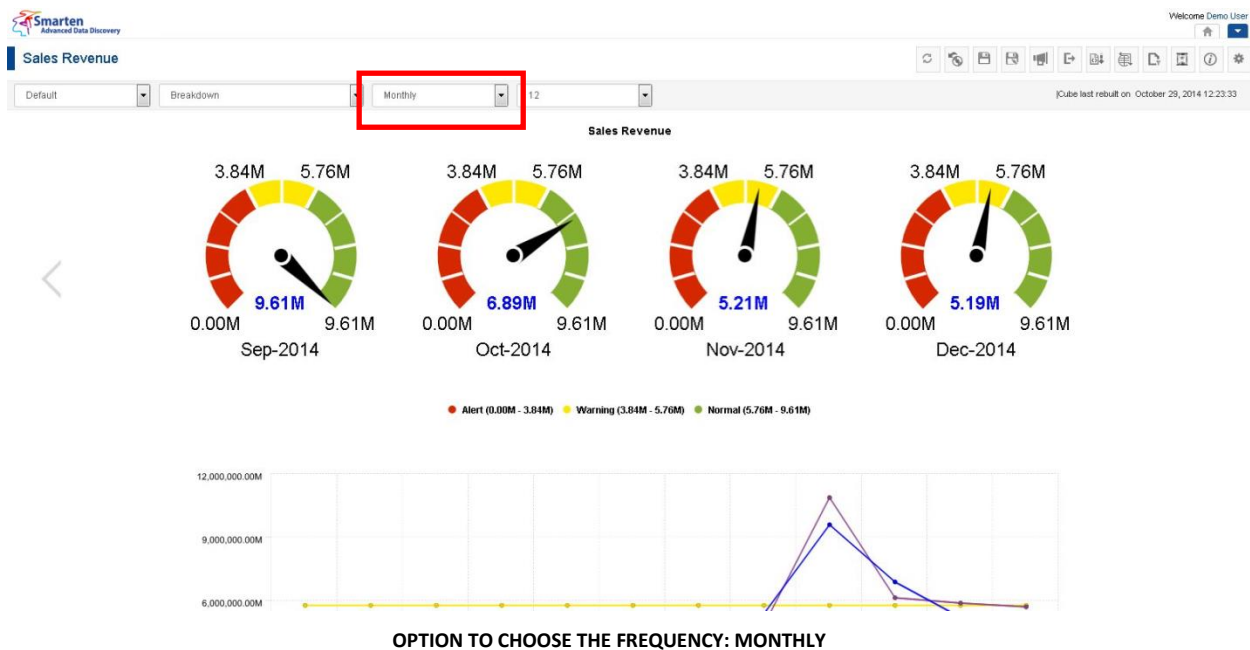 Smarten
Advanced Data Discovery
Welcome Demo User
Sales Revenue
Default
Breakdown
Monthly
12
|Cube last rebuilt on October 29, 2014 12:23:33
Sales Revenue
3.84M 5.76M 3.84M 5.76M 3.84M 5.76M 3.84M 5.76M
9.61M 6.89M 5.21M 5.19M
0.00M 9.61M 0.00M 9.61M 0.00M 9.61M 0.00M 9.61M
Sep-2014 Oct-2014 Nov-2014 Dec-2014
Alert (0.00M - 3.84M) Warning (3.84M - 5.76M) Normal (5.76M - 9.61M)
12,000,000.00M
9,000,000.00M
6,000,000.00M
OPTION TO CHOOSE THE FREQUENCY: MONTHLY